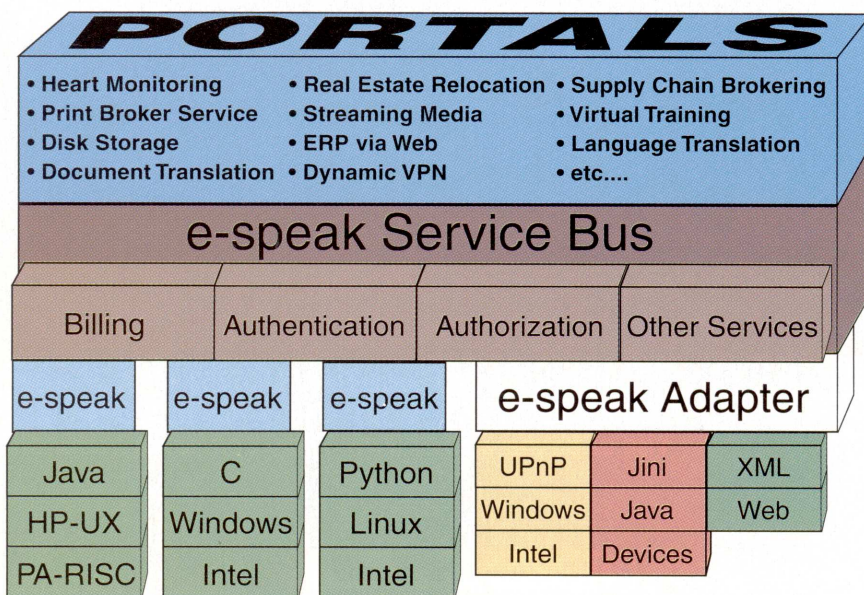 PORTALS
• Heart Monitoring
• Print Broker Service
• Disk Storage
• Document Translation
• Real Estate Relocation
• Streaming Media
• ERP via Web
• Dynamic VPN
• Supply Chain Brokering
• Virtual Training
• Language Translation
• etc....
e-speak Service Bus
Billing
Authentication
Authorization
Other Services
e-speak
e-speak
e-speak
e-speak Adapter
Java
HP-UX
PA-RISC
C
Windows
Intel
Python
Linux
Intel
UPnP
Windows
Intel
Jini
Java
Devices
XML
Web